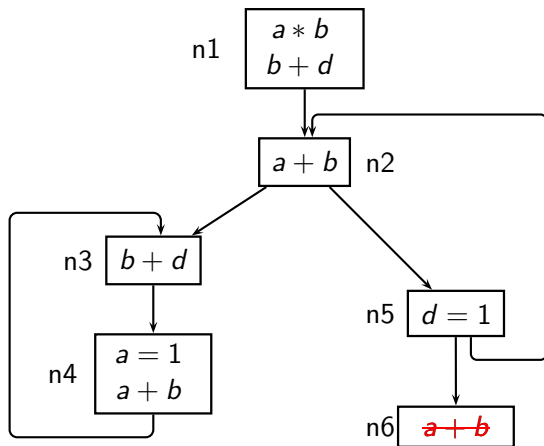 n1
a ∗ b
b + d
a + b
n2
n3
b + d
n5
d = 1
n4
a = 1
a + b
n6
a + b